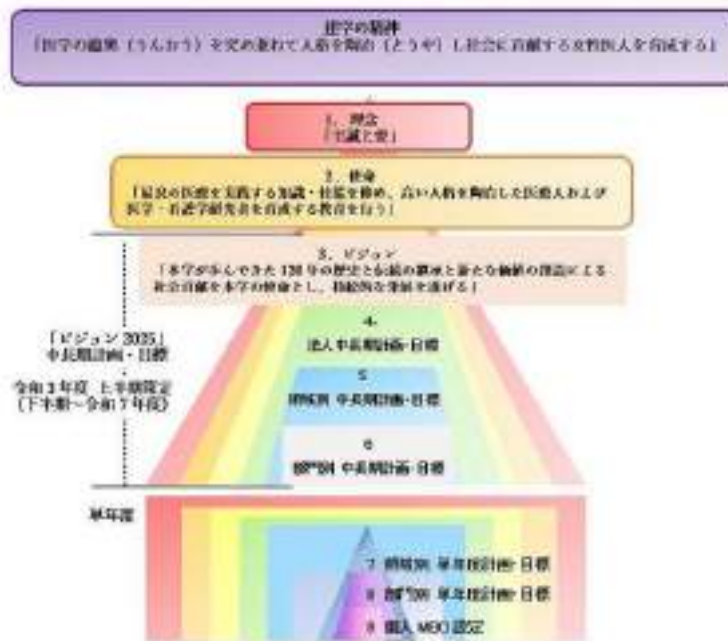 建学の精神
「医学の蘊奥（うんおう）を究め兼ねて人格を陶冶（とうや）し社会に貢献する女性医人を育成する」
1．理念
「至誠と愛」
2．使命
「最良の医療を実践する知識・技能を修め、高い人格を陶冶した医療人および
医学・看護学研究者を育成する教育を行う」
3．ビジョン
「本学が歩んできた120年の歴史と伝統の継承と新たな価値の創造による
社会貢献を本学の使命とし、持続的な発展を遂げる」
「ビジョン2025」
中長期計画・目標
令和3年度 上半期策定
（下半期～令和7年度）
4.
法人中長期計画・目標
5
領域別 中長期計画・目標
6
部門別 中長期計画・目標
単年度
7 領域別 単年度計画・目標
8 部門別 単年度計画・目標
9 個人 MBO 設定